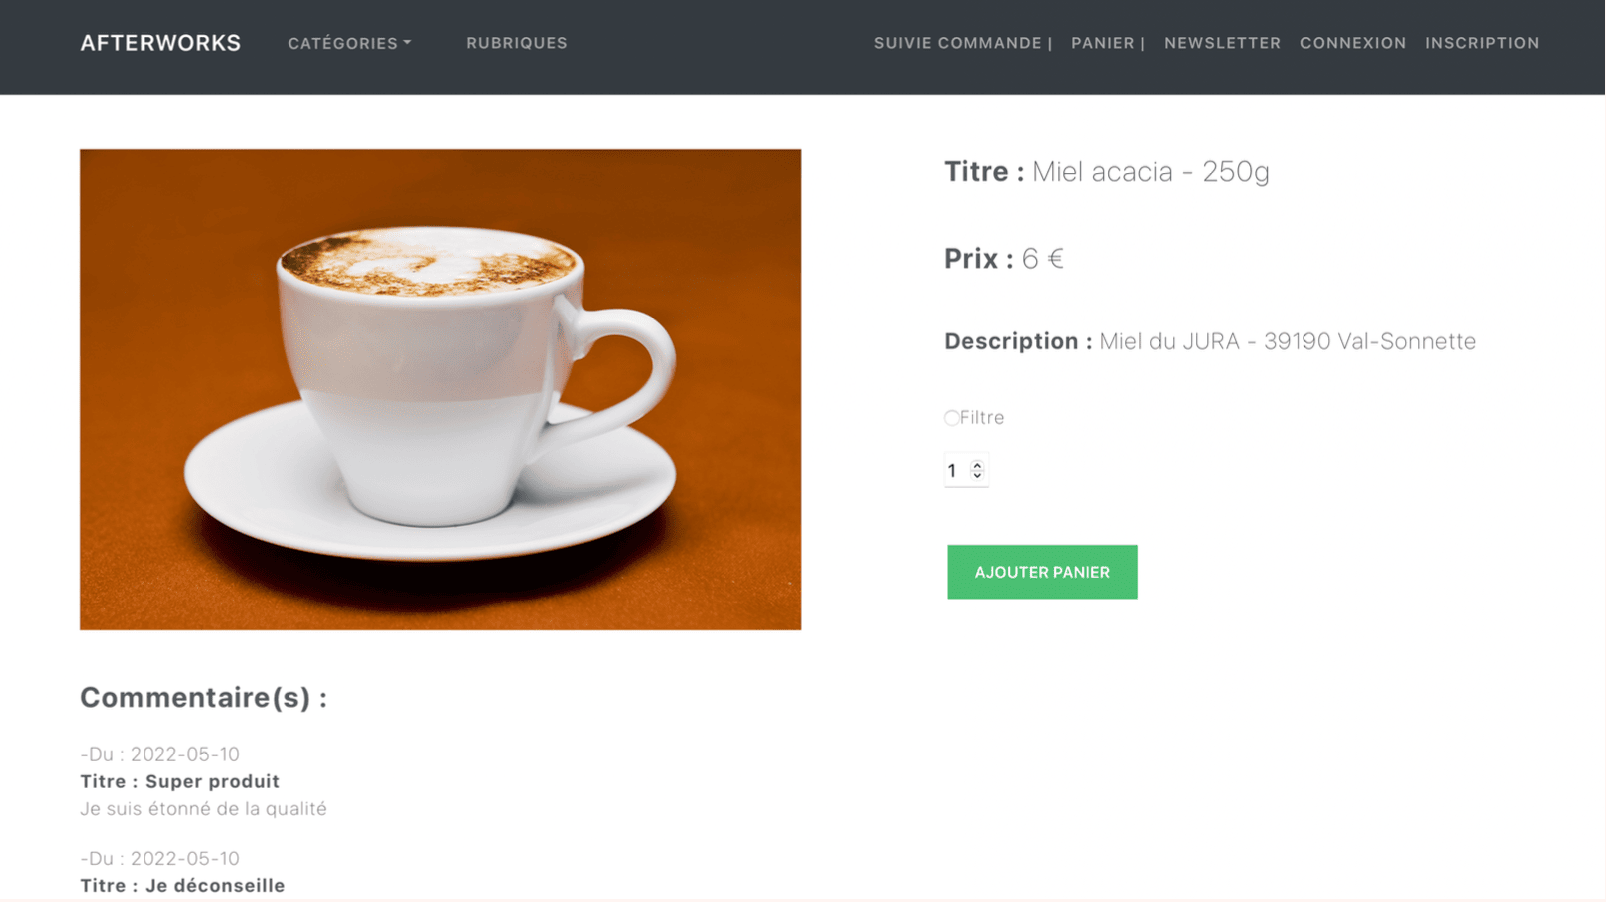 AFTERWORKS CATÉGORIES RUBRIQUES SUIVIE COMMANDE | PANIER | NEWSLETTER CONNEXION INSCRIPTION
Titre : Miel acacia - 250g
Prix : 6 €
Description : Miel du JURA - 39190 Val-Sonnette
Filtre
1
AJOUTER PANIER
Commentaire(s) :
-Du : 2022-05-10
Titre : Super produit
Je suis étonné de la qualité
-Du : 2022-05-10
Titre : Je déconseille